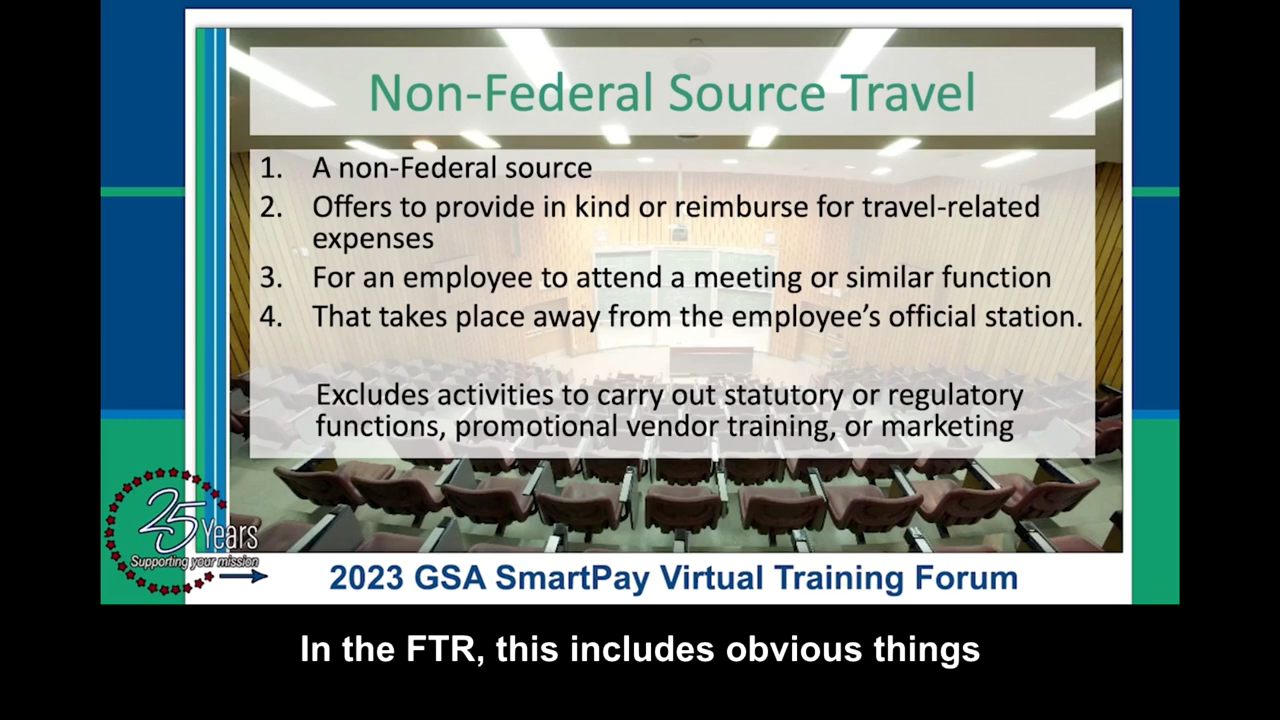 Non-Federal Source Travel
1. A non-Federal source
2. Offers to provide in kind or reimburse for travel-related
expenses
3. For an employee to attend a meeting or similar function
4. That takes place away from the employee’s official station.
Excludes activities to carry out statutory or regulatory
functions, promotional vendor training, or marketing
25 Years
Supporting your mission
2023 GSA SmartPay Virtual Training Forum
In the FTR, this includes obvious things